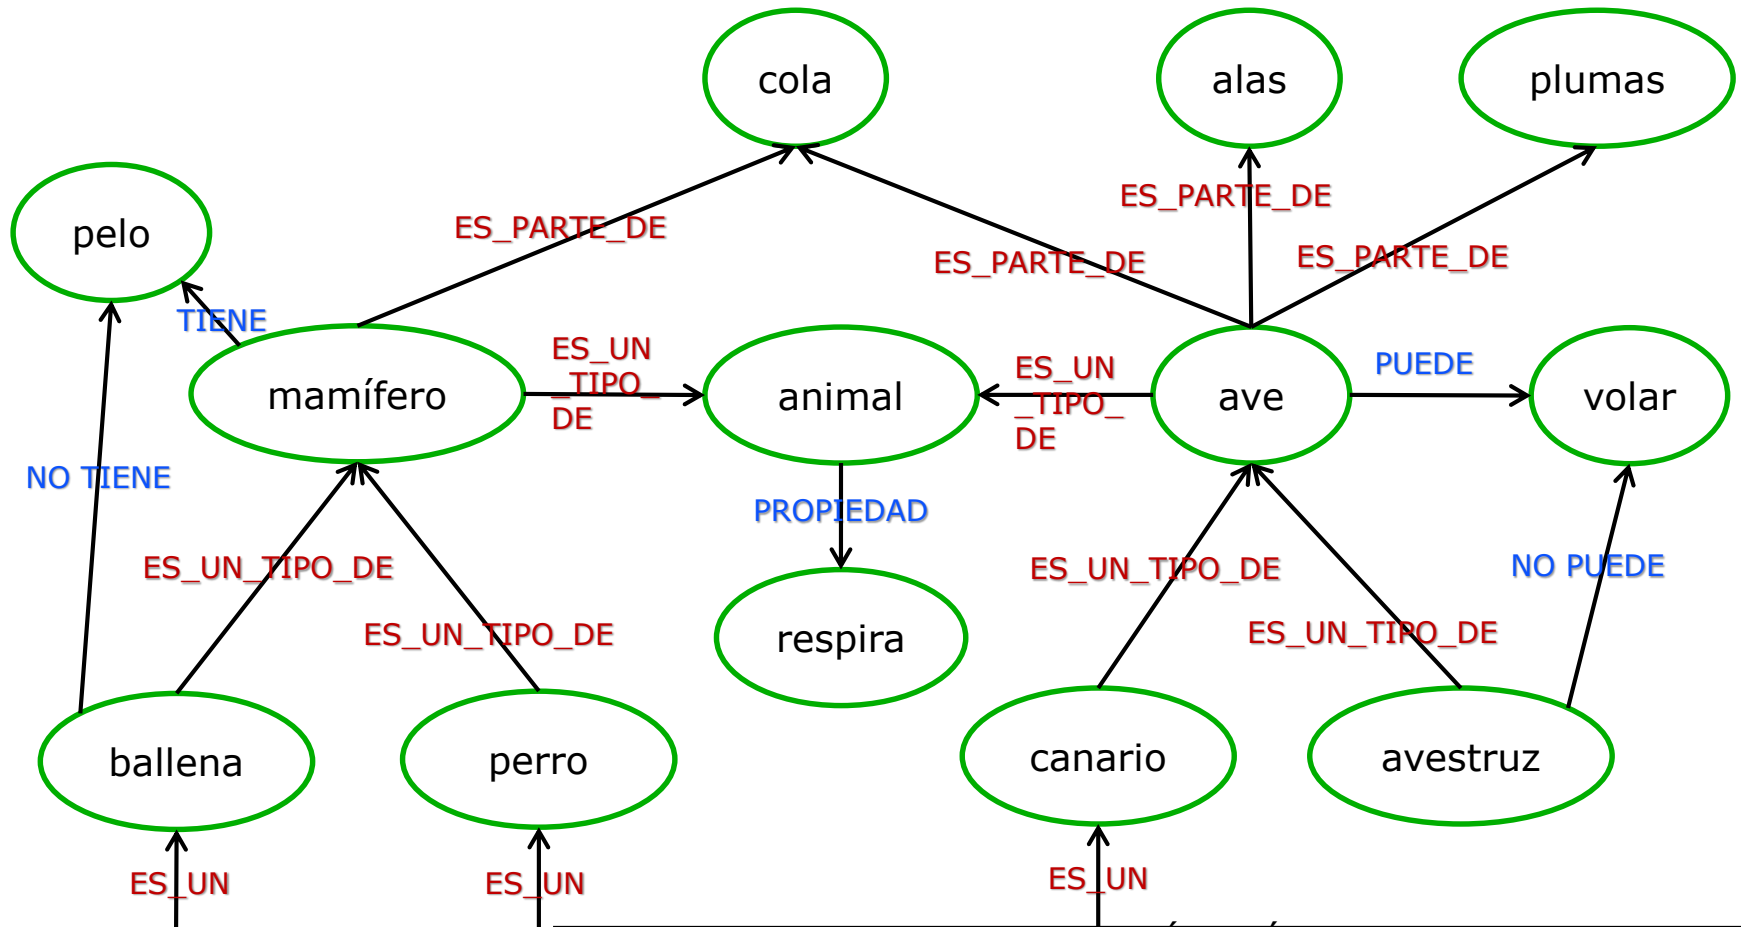 cola
alas
plumas
ES_PARTE_DE
pelo
ES_PARTE_DE
ES_PARTE_DE
ES_PARTE_DE
TIENE
ES_UN
_TIPO_
DE
ES_UN
_TIPO_
DE
PUEDE
mamífero
animal
ave
volar
NO TIENE
PROPIEDAD
ES_UN_TIPO_DE
ES_UN_TIPO_DE
NO PUEDE
ES_UN_TIPO_DE
respira
ES_UN_TIPO_DE
ballena
perro
canario
avestruz
ES_UN
ES_UN
ES_UN